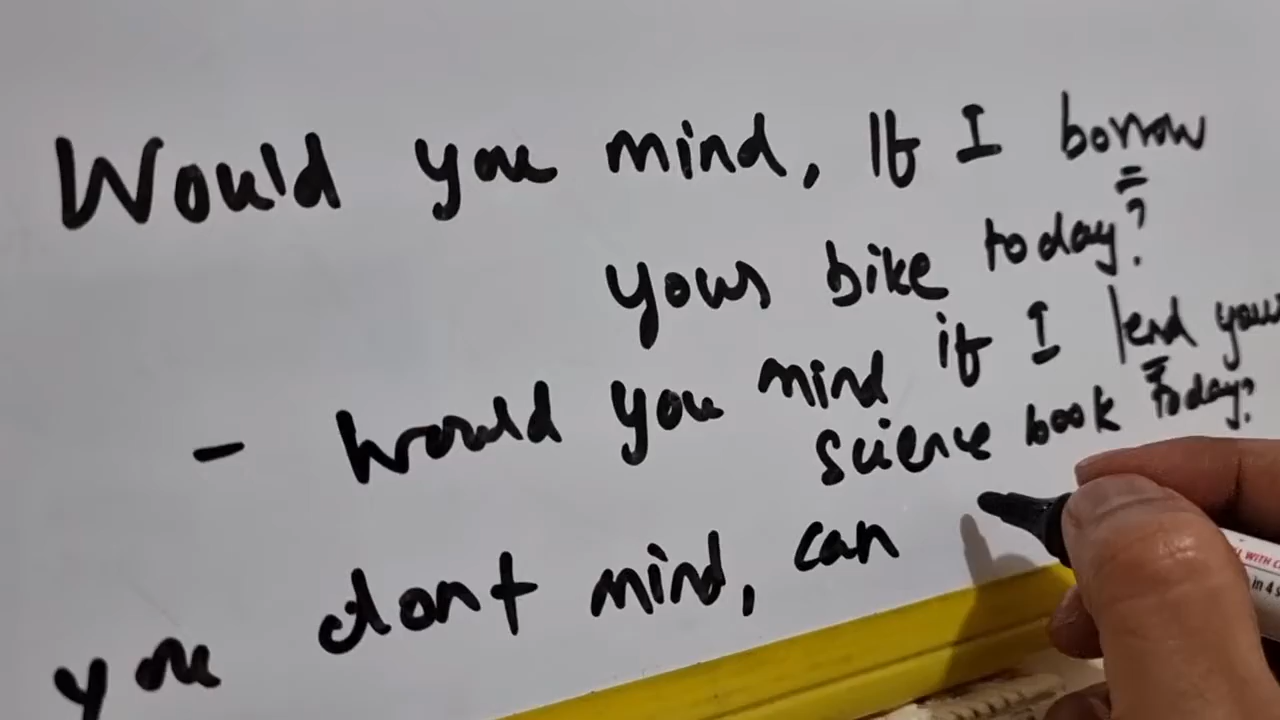 Would you mind, If I borrow
your bike today?
- Would you mind if I lend your
science book today?
you dont mind, can